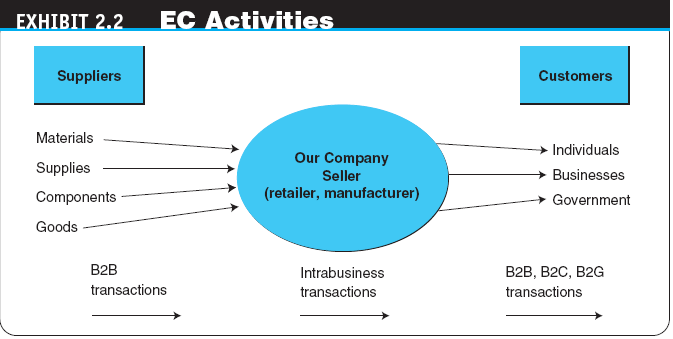 EXHIBIT 2.2 EC Activities
Suppliers
Customers
Materials
Supplies
Components
Goods
Our Company
Seller
(retailer, manufacturer)
Individuals
Businesses
Government
B2B
transactions
Intrabusiness
transactions
B2B, B2C, B2G
transactions